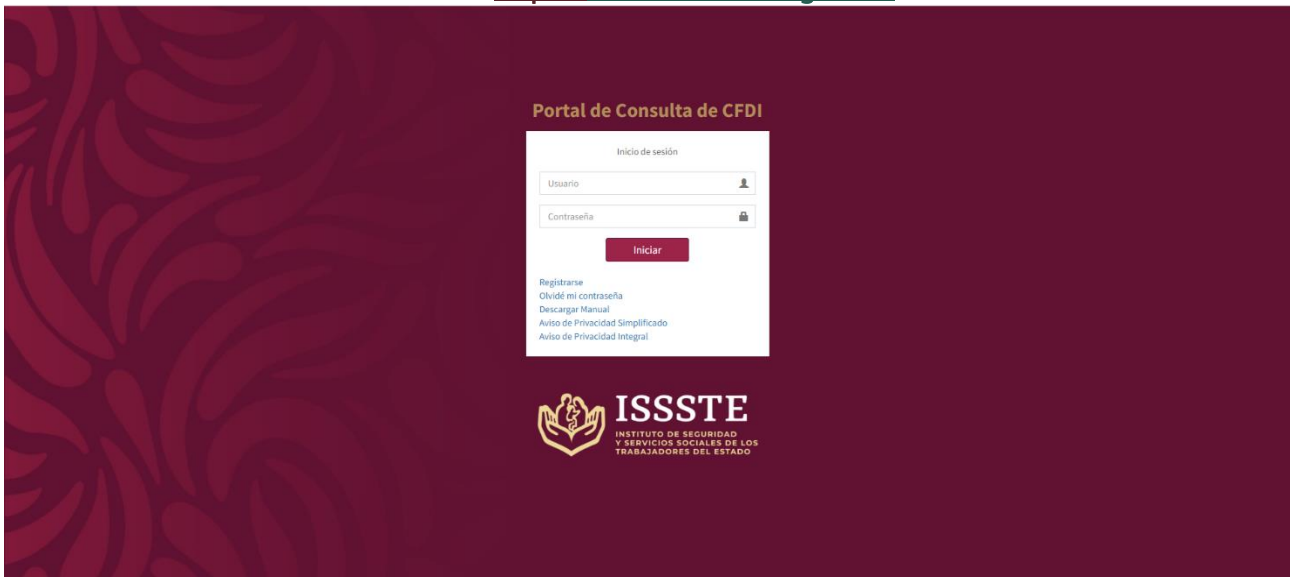 Portal de Consulta de CFDI
Inicio de sesión
Usuario
Contraseña
Iniciar
Registrarse
Olvidé mi contraseña
Descargar Manual
Aviso de Privacidad Simplificado
Aviso de Privacidad Integral
ISSSTE
INSTITUTO DE SEGURIDAD
Y SERVICIOS SOCIALES DE LOS
TRABAJADORES DEL ESTADO